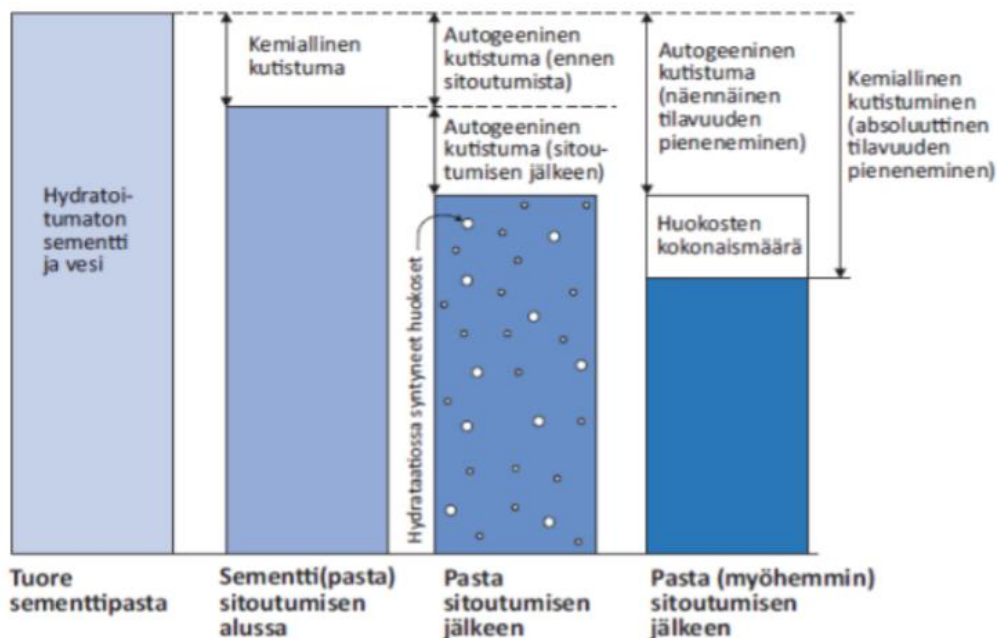 Hydratoi-
tumaton
sementti
ja vesi
Kemiallinen
kutistuma
Autogeeninen
kutistuma (ennen
sitoutumista)
Autogeeninen
kutistuma (sitou-
tumisen jälkeen)
Hydrataatiossa syntyneet huokoset
Autogeeninen
kutistuma
(näennäinen
tilavuuden
pieneneminen)
Huokosten
kokonaismäärä
Kemiallinen
kutistuminen
(absoluuttinen
tilavuuden
pieneneminen)
Tuore
sementtipasta
Sementti(pasta)
sitoutumisen
alussa
Pasta
sitoutumisen
jälkeen
Pasta (myöhemmin)
sitoutumisen
jälkeen